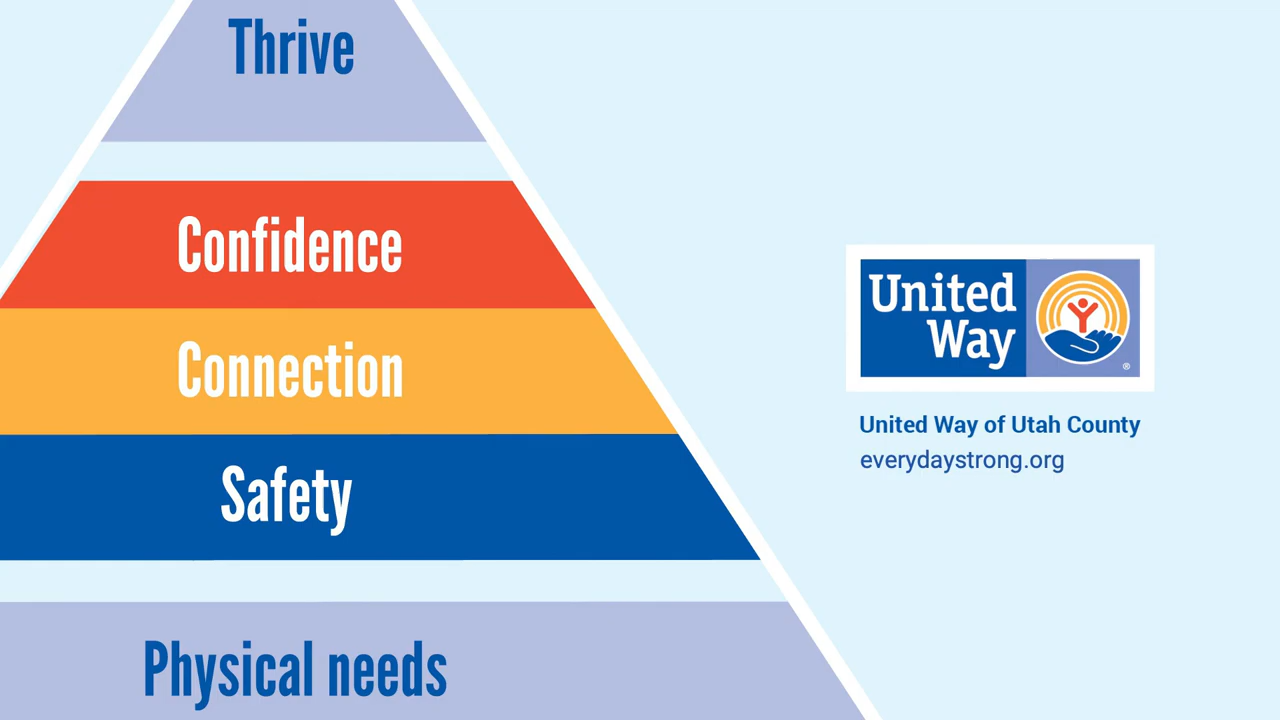 Thrive
Confidence
Connection
Safety
Physical needs
United
Way
®
United Way of Utah County
everydaystrong.org